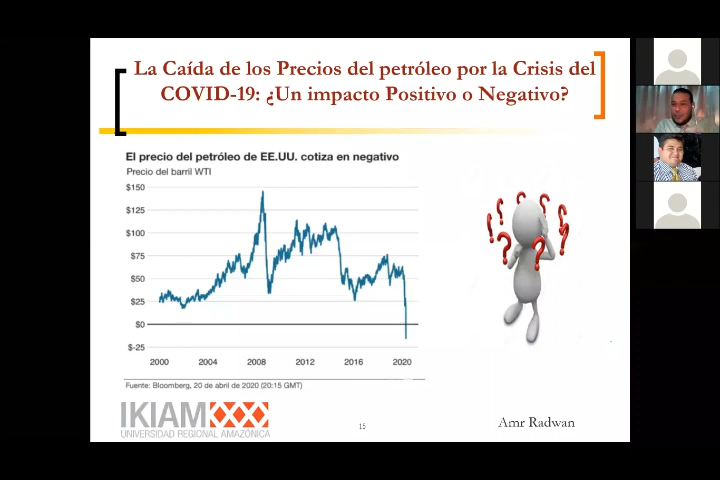 La Caída de los Precios del petróleo por la Crisis del
COVID-19: ¿Un impacto Positivo o Negativo?
El precio del petróleo de EE.UU. cotiza en negativo
Precio del barril WTI
$150
$125
$100
$75
$50
$25
$0
$-25
2000 2004 2008 2012 2016 2020
Fuente: Bloomberg, 20 de abril de 2020 (20:15 GMT)
IKIAM
UNIVERSIDAD REGIONAL AMAZÓNICA
15
Amr Radwan